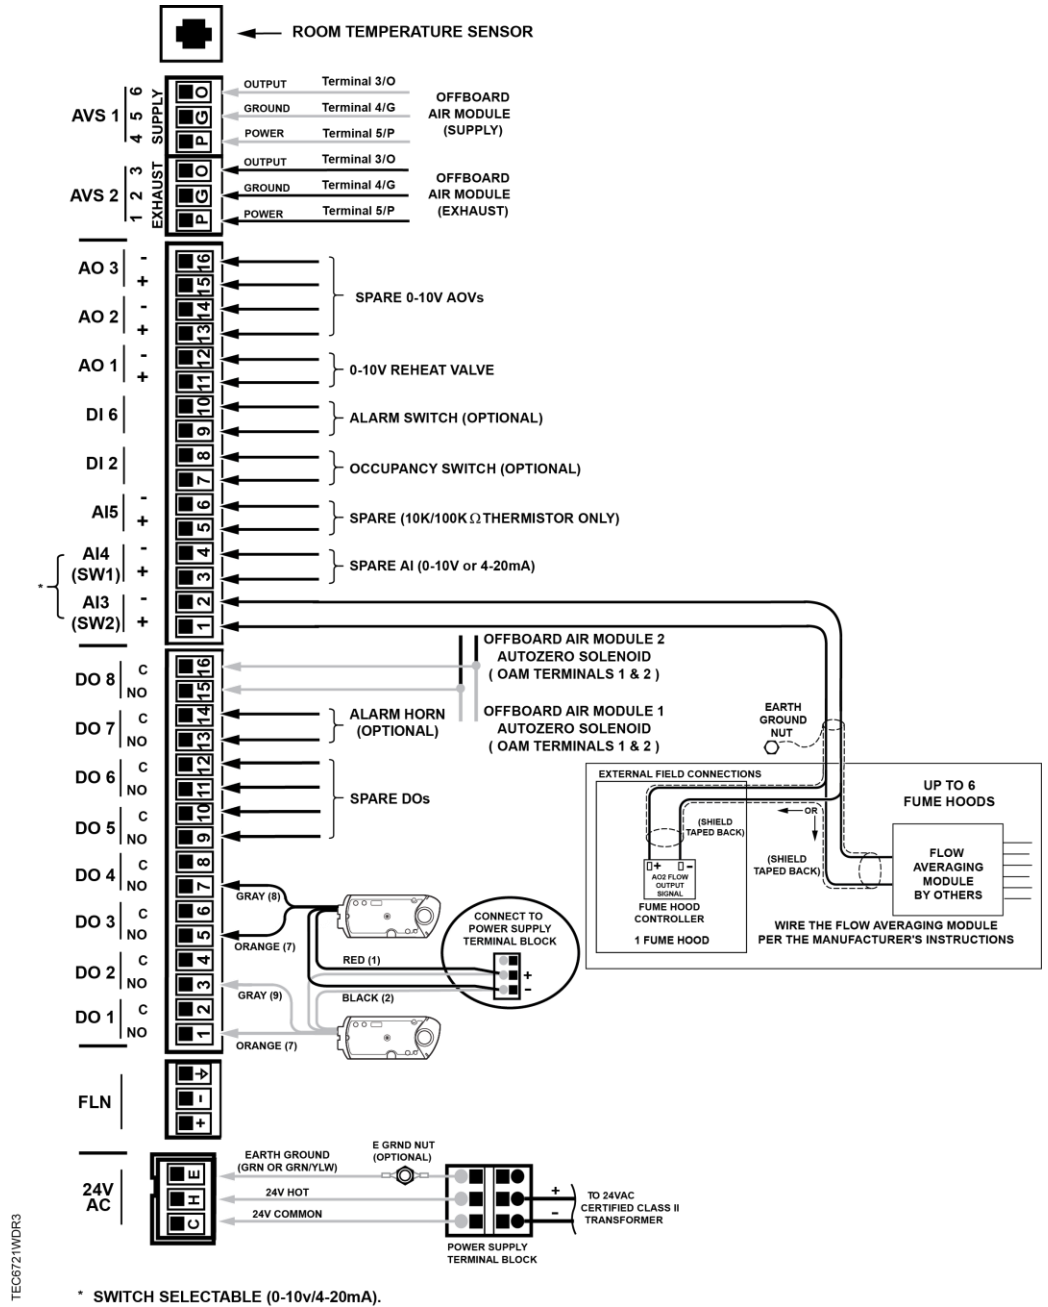 ROOM TEMPERATURE SENSOR
AVS 1
4 5 6
SUPPLY
O
G
P
OUTPUT
GROUND
POWER
Terminal 3/O
Terminal 4/G
Terminal 5/P
OFFBOARD
AIR MODULE
(SUPPLY)
AVS 2
1 2 3
EXHAUST
O
G
P
OUTPUT
GROUND
POWER
Terminal 3/O
Terminal 4/G
Terminal 5/P
OFFBOARD
AIR MODULE
(EXHAUST)
AO 3
-
+
16
15
AO 2
-
+
14
13
SPARE 0-10V AOVs
AO 1
-
+
12
11
0-10V REHEAT VALVE
DI 6
10
9
ALARM SWITCH (OPTIONAL)
DI 2
8
7
OCCUPANCY SWITCH (OPTIONAL)
AI5
-
+
6
5
SPARE (10K/100K Ω THERMISTOR ONLY)
*
AI4
(SW1)
-
+
4
3
SPARE AI (0-10V or 4-20mA)
AI3
(SW2)
-
+
2
1
DO 8
C
NO
16
15
OFFBOARD AIR MODULE 2
AUTOZERO SOLENOID
( OAM TERMINALS 1 & 2 )
OFFBOARD AIR MODULE 1
AUTOZERO SOLENOID
( OAM TERMINALS 1 & 2 )
DO 7
C
NO
14
13
ALARM HORN
(OPTIONAL)
DO 6
C
NO
12
11
DO 5
C
NO
10
9
SPARE DOs
DO 4
C
NO
8
7
DO 3
C
NO
6
5
DO 2
C
NO
4
3
DO 1
C
NO
2
1
GRAY (8)
ORANGE (7)
RED (1)
GRAY (9)
BLACK (2)
ORANGE (7)
CONNECT TO
POWER SUPPLY
TERMINAL BLOCK
+
-
EARTH
GROUND
NUT
EXTERNAL FIELD CONNECTIONS
UP TO 6
FUME HOODS
OR
(SHIELD
TAPED BACK)
(SHIELD
TAPED BACK)
+ -
AO2 FLOW
OUTPUT
SIGNAL
FUME HOOD
CONTROLLER
1 FUME HOOD
FLOW
AVERAGING
MODULE
BY OTHERS
WIRE THE FLOW AVERAGING MODULE
PER THE MANUFACTURER'S INSTRUCTIONS
FLN
-
+
24V
AC
E
H
C
EARTH GROUND
(GRN OR GRN/YLW)
24V HOT
24V COMMON
E GRND NUT
(OPTIONAL)
+
-
TO 24VAC
CERTIFIED CLASS II
TRANSFORMER
POWER SUPPLY
TERMINAL BLOCK
TEC6721WDR3
* SWITCH SELECTABLE (0-10v/4-20mA).